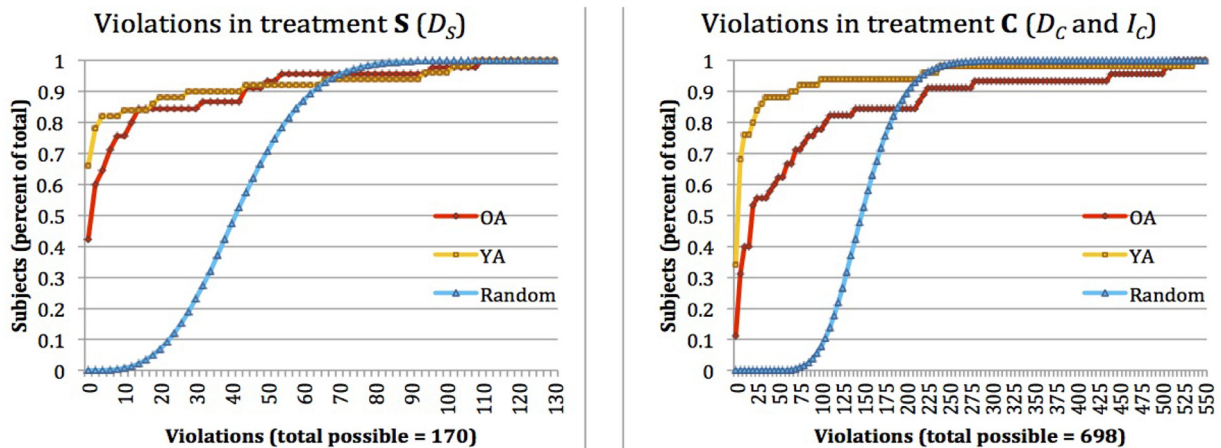 Violations in treatment S (D_S)
Subjects (percent of total)
1
0.9
0.8
0.7
0.6
0.5
0.4
0.3
0.2
0.1
0
OA
YA
Random
0 10 20 30 40 50 60 70 80 90 100 110 120 130
Violations (total possible = 170)
Violations in treatment C (D_C and I_C)
Subjects (percent of total)
1
0.9
0.8
0.7
0.6
0.5
0.4
0.3
0.2
0.1
0
OA
YA
Random
0 25 50 75 100 125 150 175 200 225 250 275 300 325 350 375 400 425 450 475 500 525 550
Violations (total possible = 698)